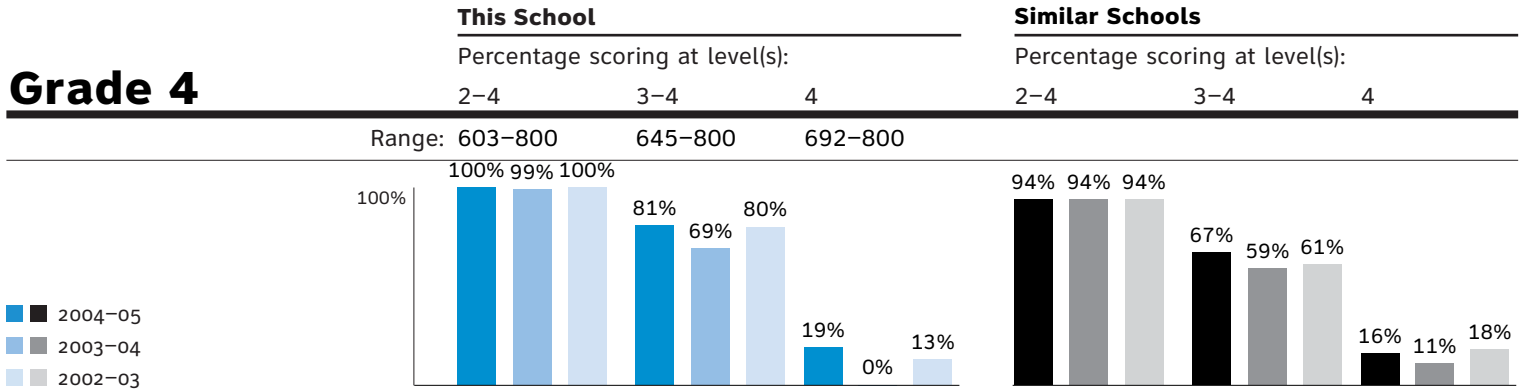 This School
Similar Schools
Percentage scoring at level(s):
Percentage scoring at level(s):
Grade 4
2–4 3–4 4
2–4 3–4 4
Range: 603–800 645–800 692–800
100%
100% 99% 100%
81% 69% 80%
19% 0% 13%
94% 94% 94%
67% 59% 61%
16% 11% 18%
2004–05
2003–04
2002–03